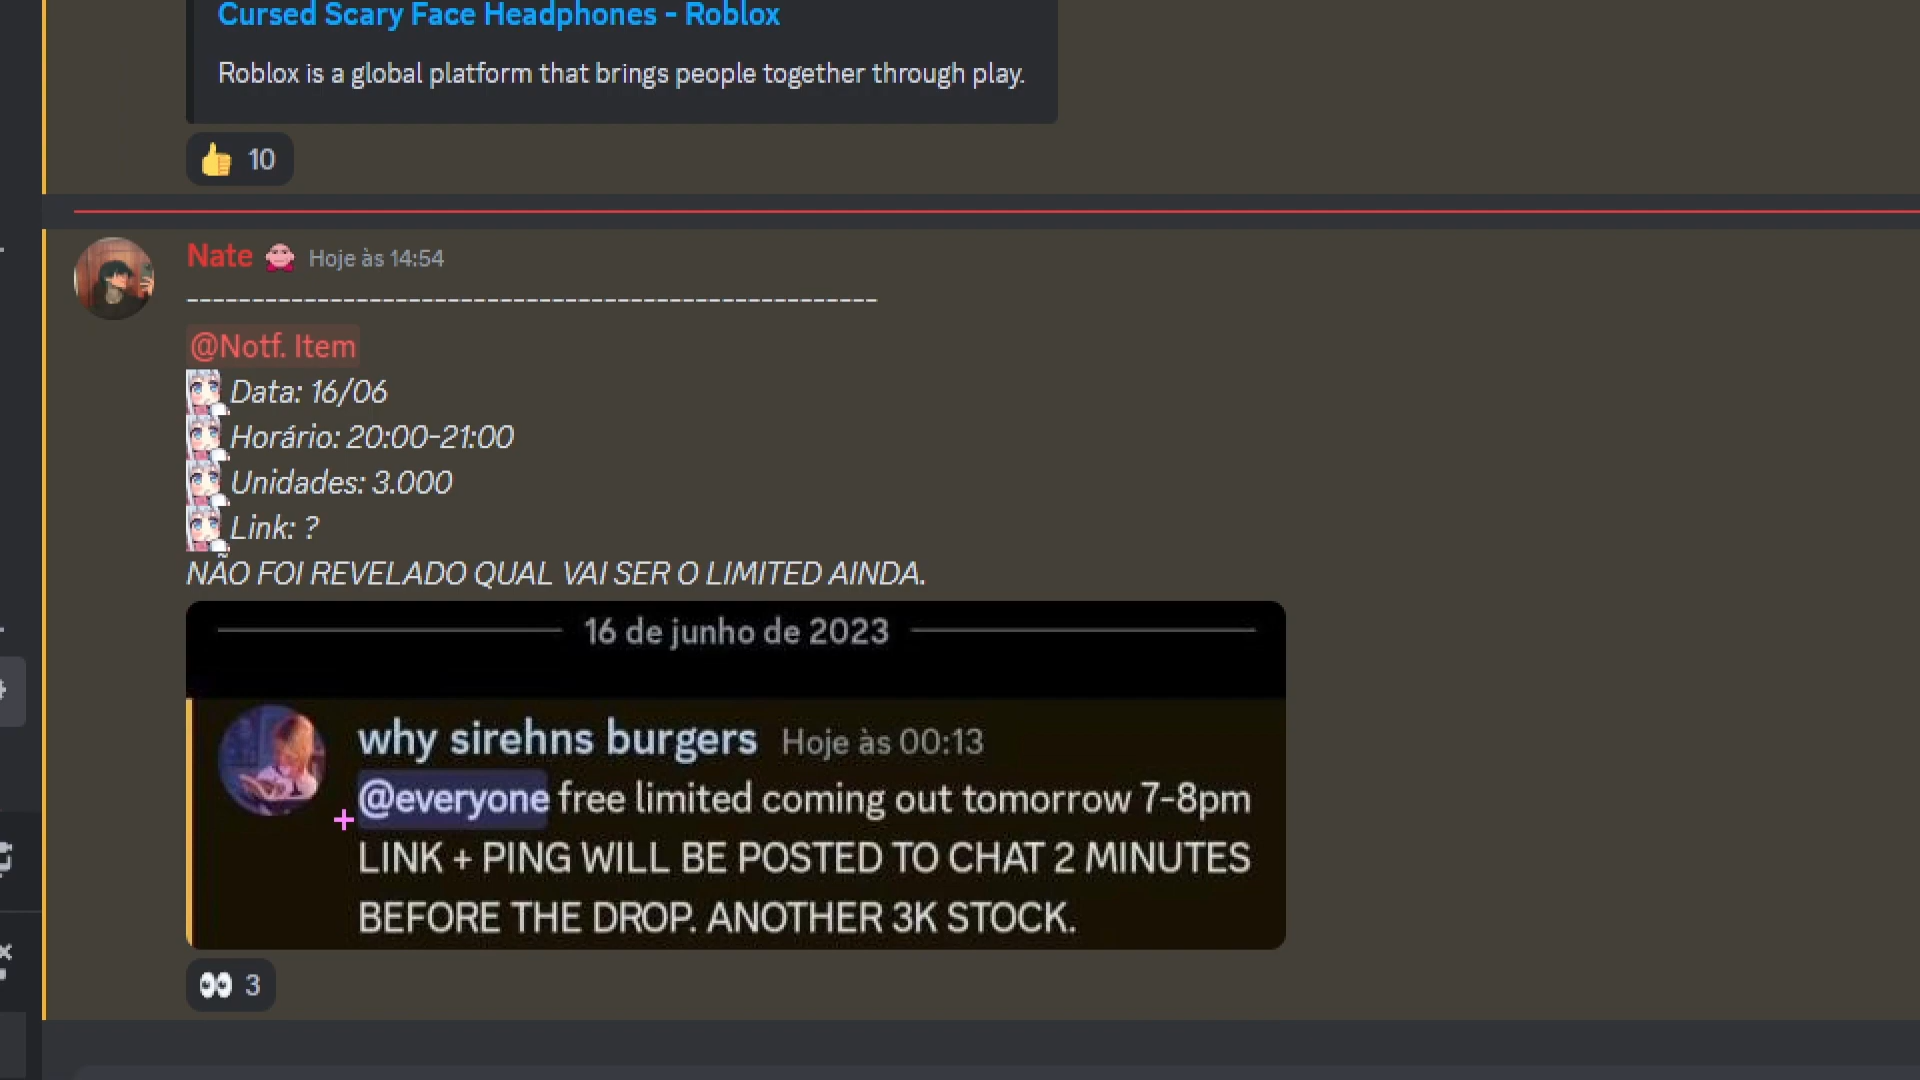 Cursed Scary Face Headphones - Roblox
Roblox is a global platform that brings people together through play.
10
Nate Hoje às 14:54
-----------------------------------------------------
@Notf. Item
Data: 16/06
Horário: 20:00-21:00
Unidades: 3.000
Link: ?
NÃO FOI REVELADO QUAL VAI SER O LIMITED AINDA.
16 de junho de 2023
why sirehns burgers Hoje às 00:13
@everyone free limited coming out tomorrow 7-8pm
LINK + PING WILL BE POSTED TO CHAT 2 MINUTES
BEFORE THE DROP. ANOTHER 3K STOCK.
3